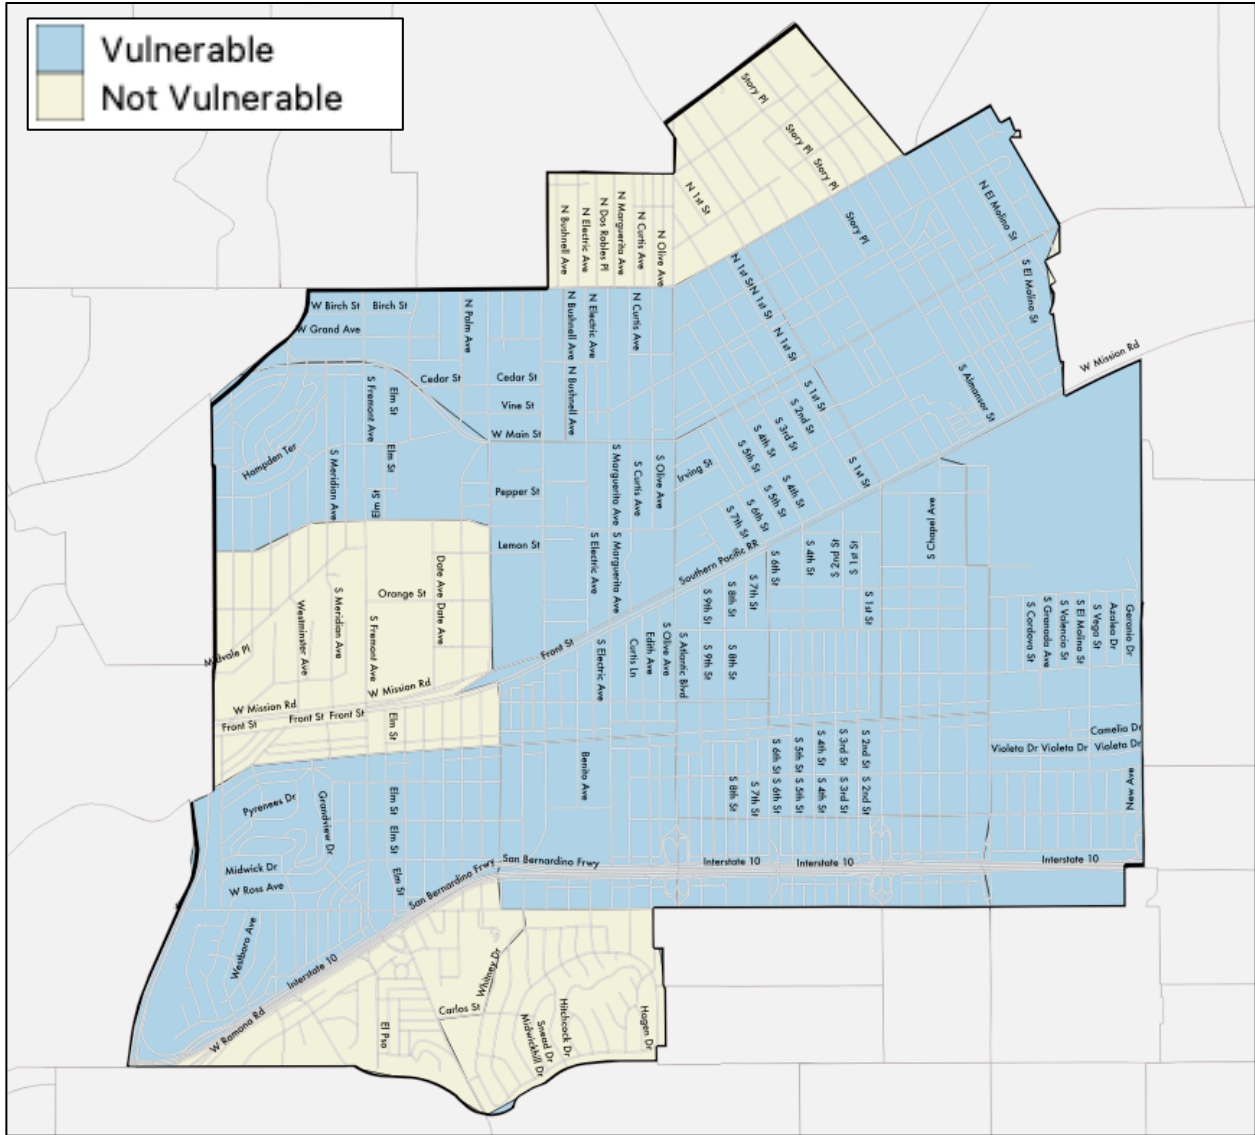 Vulnerable
Not Vulnerable
Story Pl
Story Pl
Story Pl
N 1st St
Story Pl
N El Molino St
S El Molino St
N Bushnell Ave
N Electric Ave
N Dos Robles Pl
N Marguerita Ave
N Curtis Ave
N Olive Ave
N 1st St
N 1st St
N 1st St
W Birch St
Birch St
W Grand Ave
N Palm Ave
N Bushnell Ave
N Electric Ave
N Curtis Ave
N Bushnell Ave
W Mission Rd
Cedar St
Cedar St
S Fremont Ave
Elm St
Vine St
W Main St
S 1st St
S 2nd St
S 3rd St
S 4th St
S 5th St
S Almansor St
Hampden Ter
S Meridian Ave
Elm St
Elm St
Pepper St
S Marguerita Ave
S Curtis Ave
S Olive Ave
Irving St
S 1st St
S 4th St
S 5th St
S 6th St
S 7th St
S Chapel Ave
Lemon St
S Electric Ave
S Marguerita Ave
Southern Pacific RR
S 6th St
S 4th St
S 2nd St
S 1st St
Date Ave
Date Ave
Orange St
Westminster Ave
S Meridian Ave
S Fremont Ave
S 9th St
S 8th St
S 7th St
S 1st St
S Cordova St
S Granada Ave
S Valencia St
S El Molino St
S Vega St
Azalea Dr
Geranio Dr
Midvale Pl
Front St
S Electric Ave
Curtis Ln
Edith Ave
S Olive Ave
S Atlantic Blvd
S 9th St
S 8th St
W Mission Rd
W Mission Rd
Front St
Front St
Front St
Elm St
Camelia Dr
Violeta Dr
Violeta Dr
Violeta Dr
S 6th St
S 5th St
S 4th St
S 3rd St
S 2nd St
Benito Ave
S 8th St
S 7th St
S 6th St
S 5th St
S 4th St
S 3rd St
S 2nd St
New Ave
Pyrenees Dr
Grandview Dr
Elm St
Elm St
Elm St
Midwick Dr
W Ross Ave
San Bernardino Frwy
San Bernardino Frwy
Interstate 10
Interstate 10
Interstate 10
Westboro Ave
Interstate 10
W Ramona Rd
Whitney Dr
Carlos St
El Pso
Hitchcock Dr
Snead Dr
Midwickhill Dr
Hagen Dr